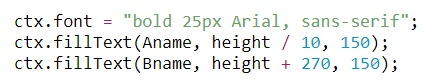 ctx.font = "bold 25px Arial, sans-serif";
ctx.fillText(Aname, height / 10, 150);
ctx.fillText(Bname, height + 270, 150);